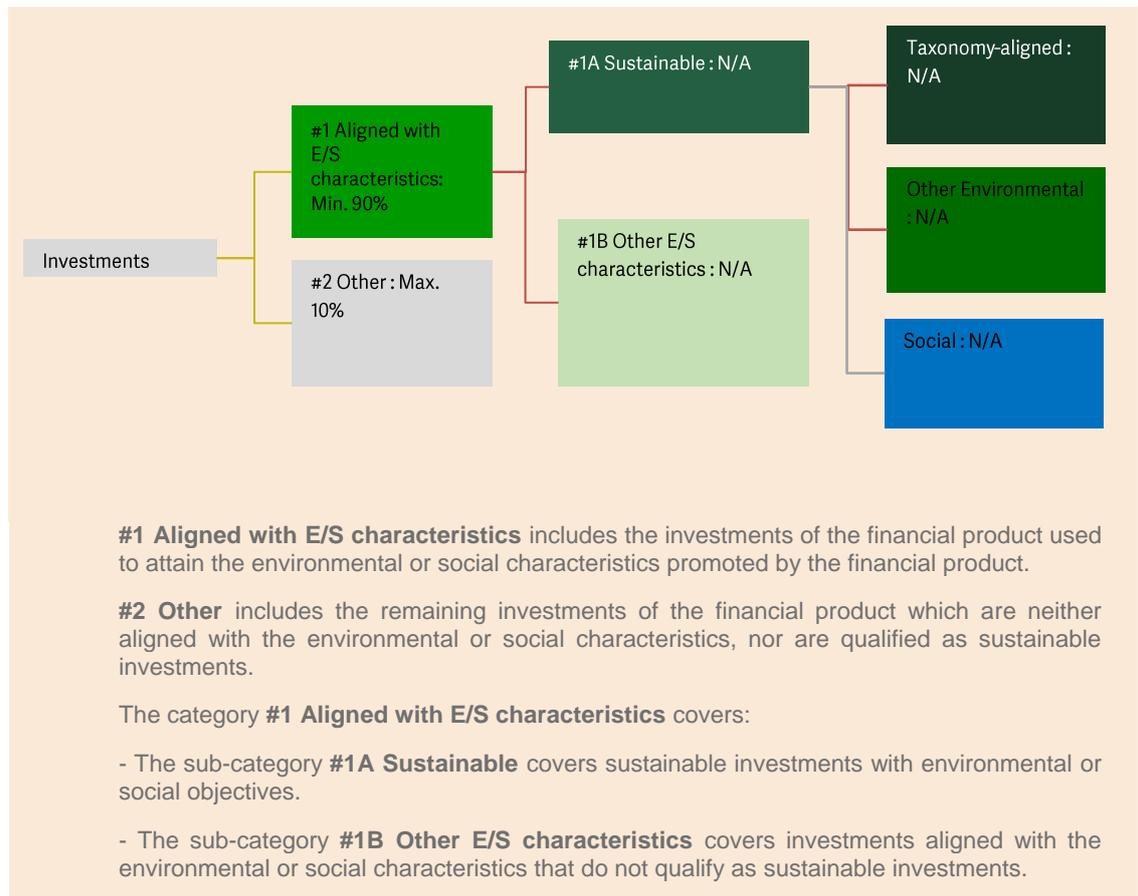 Investments
#1 Aligned with
E/S
characteristics:
Min. 90%
#2 Other : Max.
10%
#1A Sustainable : N/A
#1B Other E/S
characteristics : N/A
Taxonomy-aligned :
N/A
Other Environmental
: N/A
Social : N/A
#1 Aligned with E/S characteristics includes the investments of the financial product used
to attain the environmental or social characteristics promoted by the financial product.
#2 Other includes the remaining investments of the financial product which are neither
aligned with the environmental or social characteristics, nor are qualified as sustainable
investments.
The category #1 Aligned with E/S characteristics covers:
- The sub-category #1A Sustainable covers sustainable investments with environmental or
social objectives.
- The sub-category #1B Other E/S characteristics covers investments aligned with the
environmental or social characteristics that do not qualify as sustainable investments.